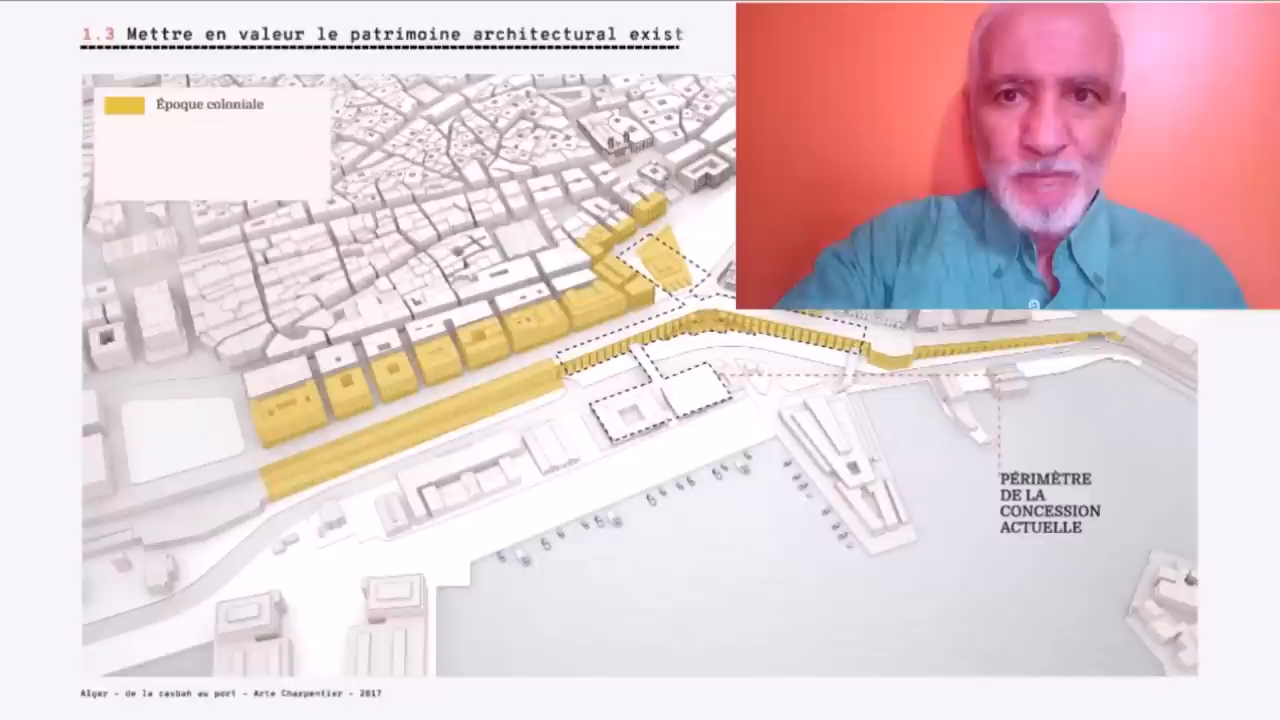 1.3 Mettre en valeur le patrimoine architectural exist
Époque coloniale
PÉRIMÈTRE
DE LA
CONCESSION
ACTUELLE
Alger - de la casbah au port - Arte Charpentier - 2017